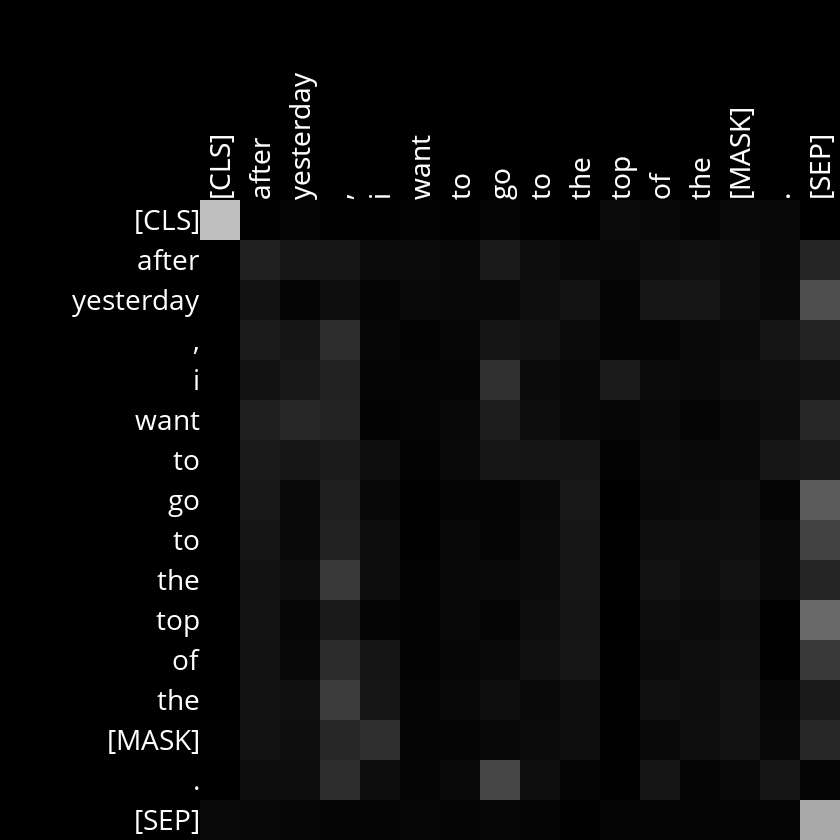 [CLS] after yesterday , i want to go to the top of the [MASK] . [SEP]
[CLS]
after
yesterday
,
i
want
to
go
to
the
top
of
the
[MASK]
.
[SEP]